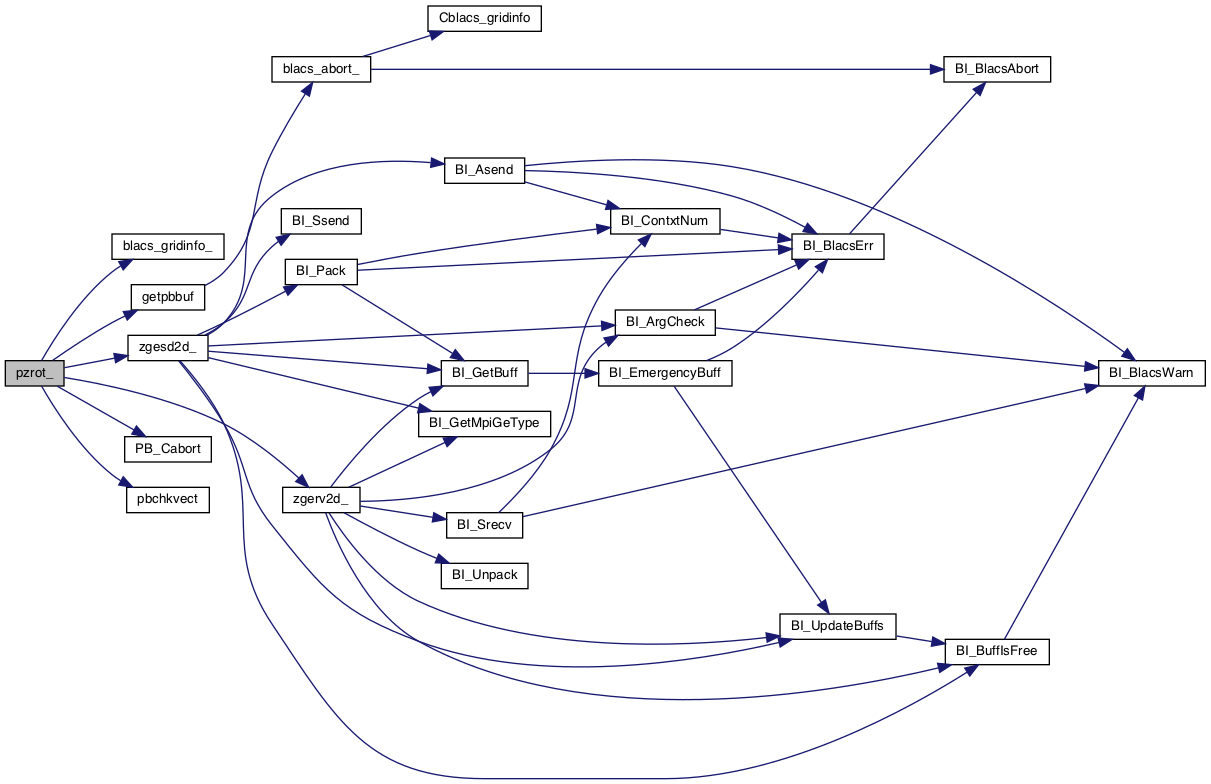 Cblacs_gridinfo
blacs_abort_
BI_BlacsAbort
BI_Asend
BI_Ssend
BI_ContxtNum
blacs_gridinfo_
BI_BlacsErr
BI_Pack
getpbbuf
BI_ArgCheck
zgesd2d_
pzrot_
BI_GetBuff
BI_EmergencyBuff
BI_BlacsWarn
BI_GetMpiGeType
PB_Cabort
pbchkvect
zgerv2d_
BI_Srecv
BI_Unpack
BI_UpdateBuffs
BI_BuffIsFree